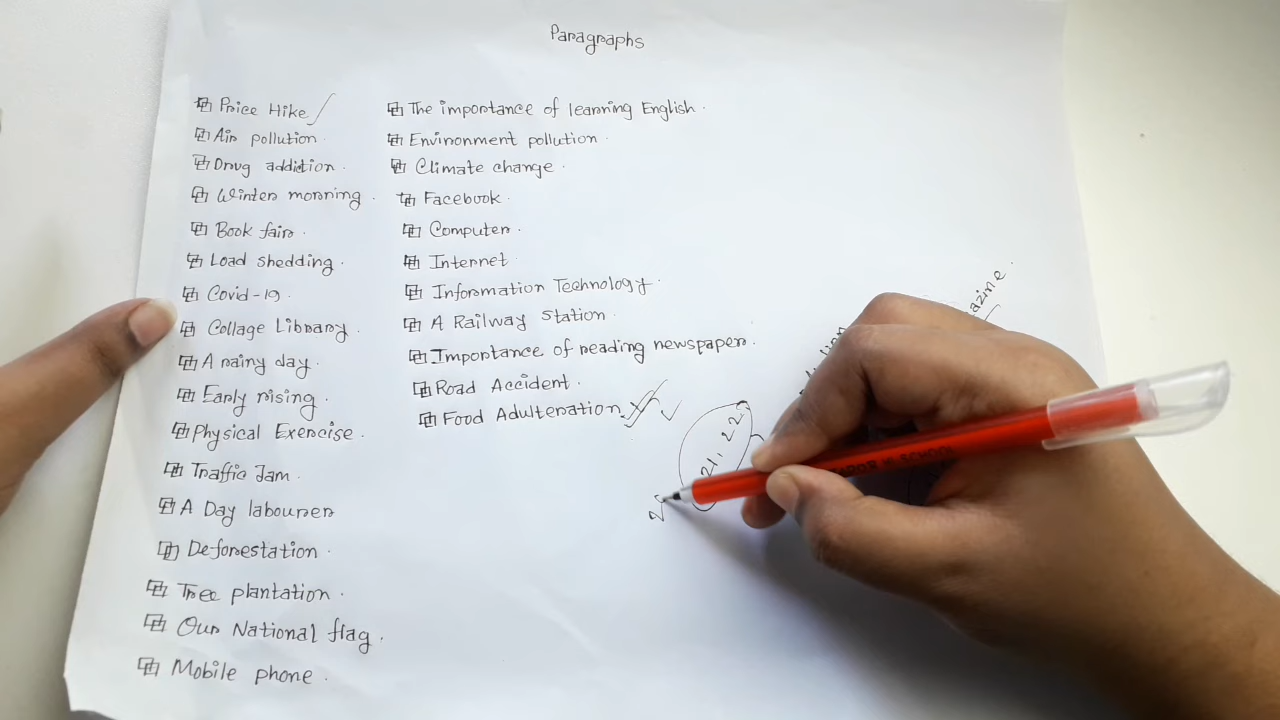 Paragraphs
Price Hike
Air pollution.
Drug addiction.
Winter morning.
Book fair.
Load shedding.
Covid-19.
Collage Library.
A rainy day.
Early rising.
Physical Exercise.
Traffic Jam.
A Day labourer
Deforestation.
Tree plantation.
Our National flag.
Mobile phone.
The importance of learning English.
Environment pollution.
Climate change.
Facebook.
Computer.
Internet
Information Technology.
A Railway station.
Importance of reading newspaper.
Road Accident.
Food Adulteration
21, 22